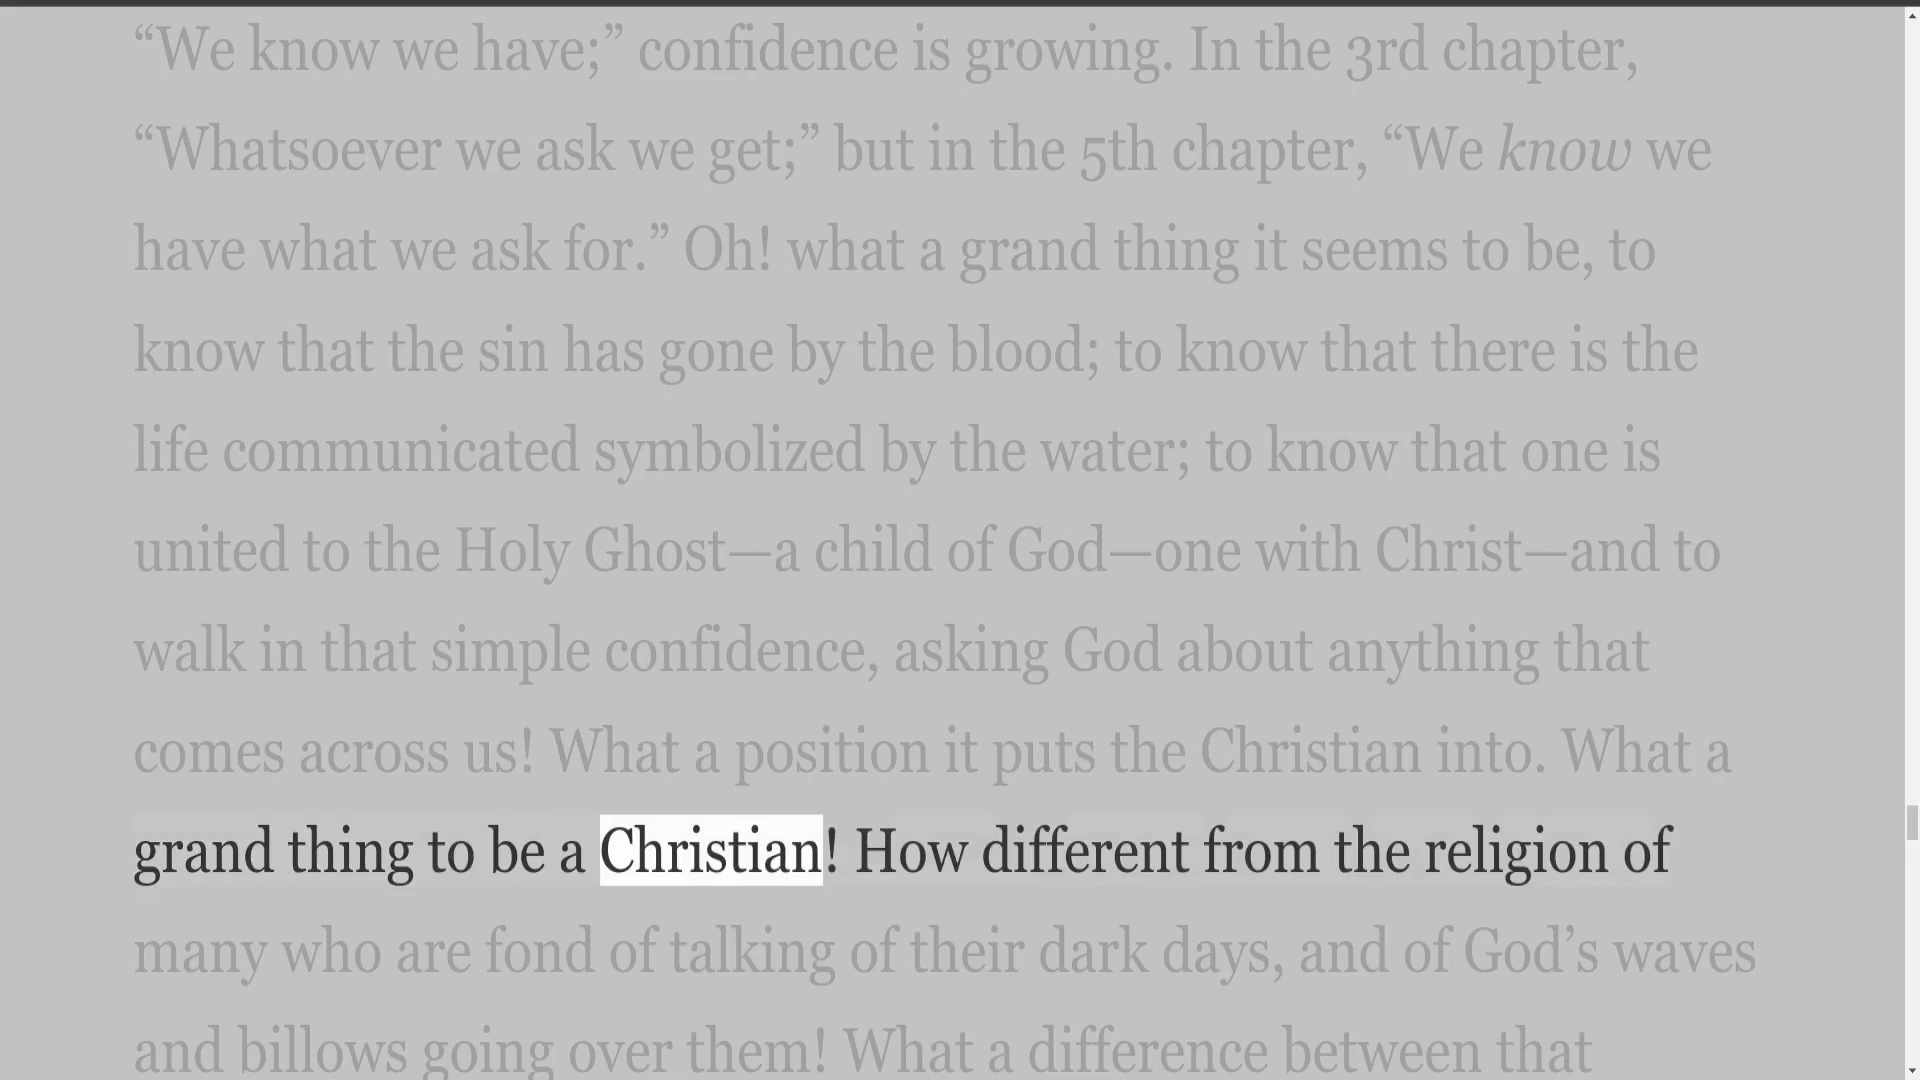 “We know we have;” confidence is growing. In the 3rd chapter,
“Whatsoever we ask we get;” but in the 5th chapter, “We know we
have what we ask for.” Oh! what a grand thing it seems to be, to
know that the sin has gone by the blood; to know that there is the
life communicated symbolized by the water; to know that one is
united to the Holy Ghost—a child of God—one with Christ—and to
walk in that simple confidence, asking God about anything that
comes across us! What a position it puts the Christian into. What a
grand thing to be a Christian! How different from the religion of
many who are fond of talking of their dark days, and of God’s waves
and billows going over them! What a difference between that